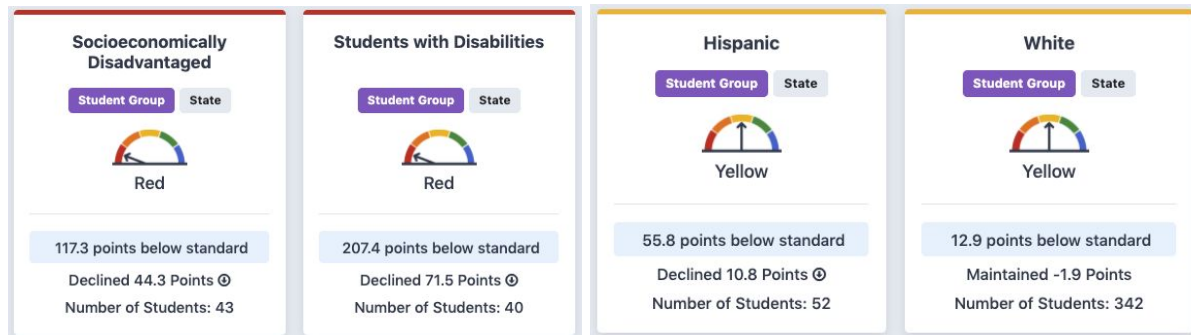 Socioeconomically
Disadvantaged
Student Group State
Red
117.3 points below standard
Declined 44.3 Points
Number of Students: 43
Students with Disabilities
Student Group State
Red
207.4 points below standard
Declined 71.5 Points
Number of Students: 40
Hispanic
Student Group State
Yellow
55.8 points below standard
Declined 10.8 Points
Number of Students: 52
White
Student Group State
Yellow
12.9 points below standard
Maintained -1.9 Points
Number of Students: 342